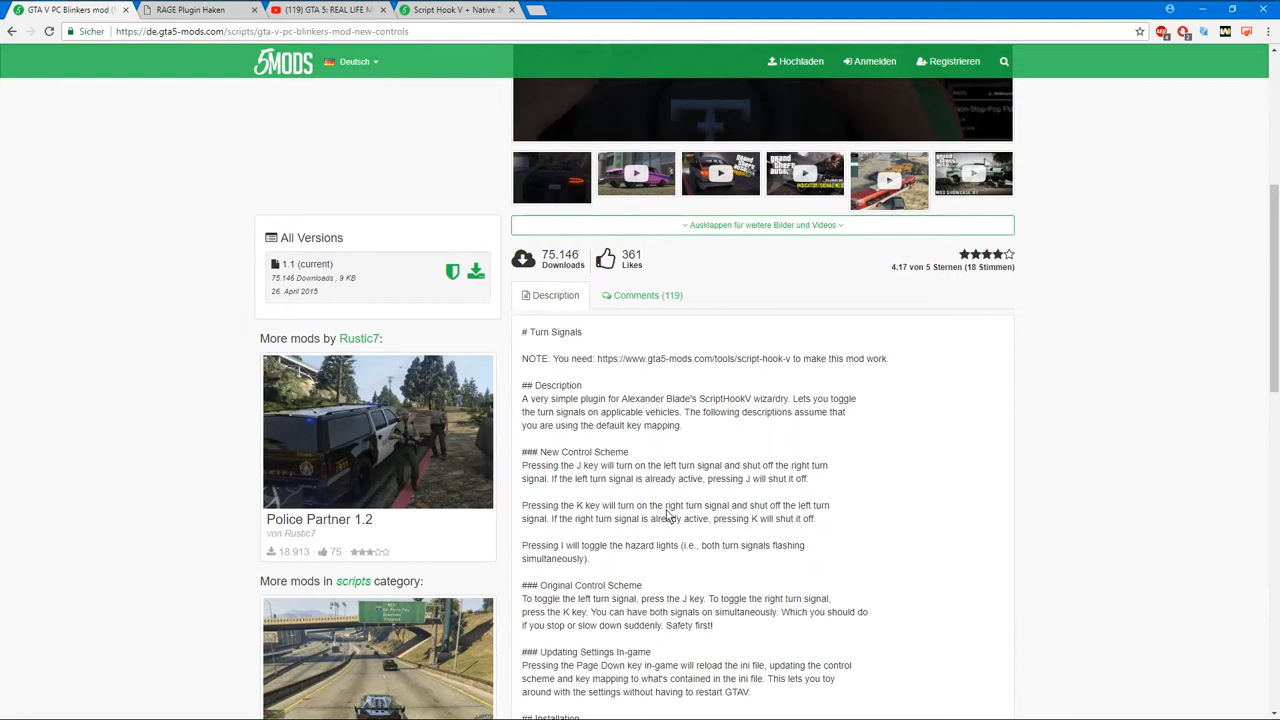 GTA V PC Blinkers mod (
RAGE Plugin Haken
(119) GTA 5: REAL LIFE M
Script Hook V + Native T
Sicher
https://de.gta5-mods.com/scripts/gta-v-pc-blinkers-mod-new-controls
5MODS
Deutsch
Hochladen
Anmelden
Registrieren
Ausklappen für weitere Bilder und Videos
All Versions
1.1 (current)
75.146 Downloads , 9 KB
26. April 2015
75.146
Downloads
361
Likes
4.17 von 5 Sternen (18 Stimmen)
Description
Comments (119)
More mods by Rustic7:
Police Partner 1.2
von Rustic7
18.913
75
More mods in scripts category:
# Turn Signals
NOTE: You need: https://www.gta5-mods.com/tools/script-hook-v to make this mod work.
## Description
A very simple plugin for Alexander Blade's ScriptHookV wizardry. Lets you toggle
the turn signals on applicable vehicles. The following descriptions assume that
you are using the default key mapping.
### New Control Scheme
Pressing the J key will turn on the left turn signal and shut off the right turn
signal. If the left turn signal is already active, pressing J will shut it off.
Pressing the K key will turn on the right turn signal and shut off the left turn
signal. If the right turn signal is already active, pressing K will shut it off.
Pressing I will toggle the hazard lights (i.e., both turn signals flashing
simultaneously).
### Original Control Scheme
To toggle the left turn signal, press the J key. To toggle the right turn signal,
press the K key. You can have both signals on simultaneously. Which you should do
if you stop or slow down suddenly. Safety first!
### Updating Settings In-game
Pressing the Page Down key in-game will reload the ini file, updating the control
scheme and key mapping to what's contained in the ini file. This lets you toy
around with the settings without having to restart GTAV.
## Installation